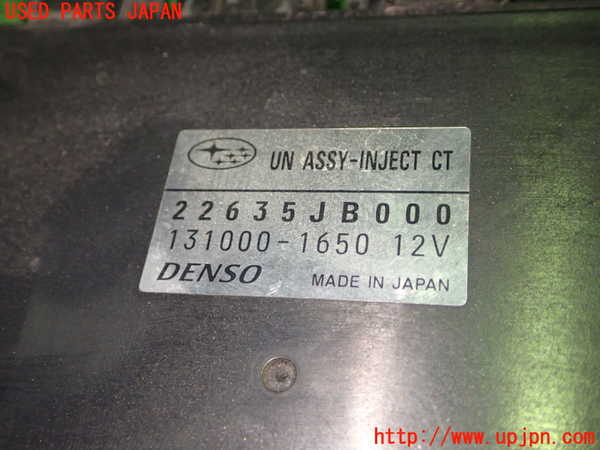 USED PARTS JAPAN
UN ASSY-INJECT CT
22635JB000
131000-1650 12V
DENSO MADE IN JAPAN
http://www.upjpn.com/